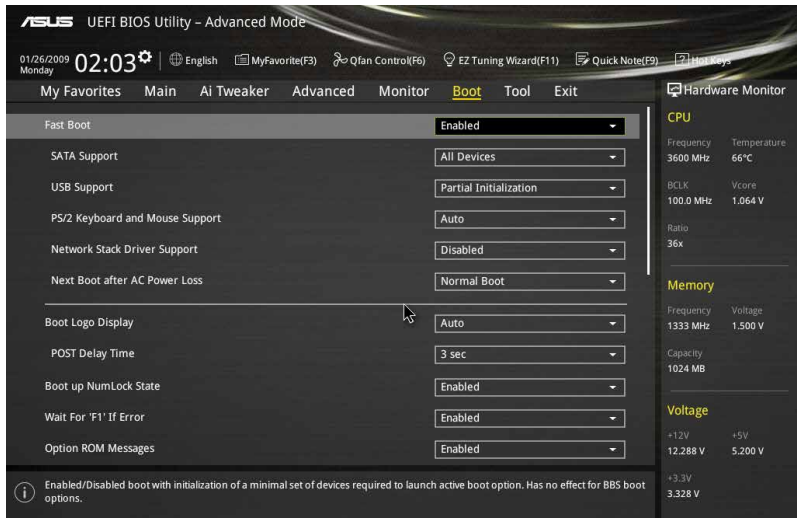 ASUS UEFI BIOS Utility – Advanced Mode
01/26/2009 Monday 02:03 English MyFavorite(F3) Qfan Control(F6) EZ Tuning Wizard(F11) Quick Note(F9) ? Hot Keys
My Favorites Main Ai Tweaker Advanced Monitor Boot Tool Exit
Fast Boot Enabled
SATA Support All Devices
USB Support Partial Initialization
PS/2 Keyboard and Mouse Support Auto
Network Stack Driver Support Disabled
Next Boot after AC Power Loss Normal Boot
Boot Logo Display Auto
POST Delay Time 3 sec
Boot up NumLock State Enabled
Wait For 'F1' If Error Enabled
Option ROM Messages Enabled
Enabled/Disabled boot with initialization of a minimal set of devices required to launch active boot option. Has no effect for BBS boot
options.
Hardware Monitor
CPU
Frequency Temperature
3600 MHz 66°C
BCLK Vcore
100.0 MHz 1.064 V
Ratio
36x
Memory
Frequency Voltage
1333 MHz 1.500 V
Capacity
1024 MB
Voltage
+12V +5V
12.288 V 5.200 V
+3.3V
3.328 V